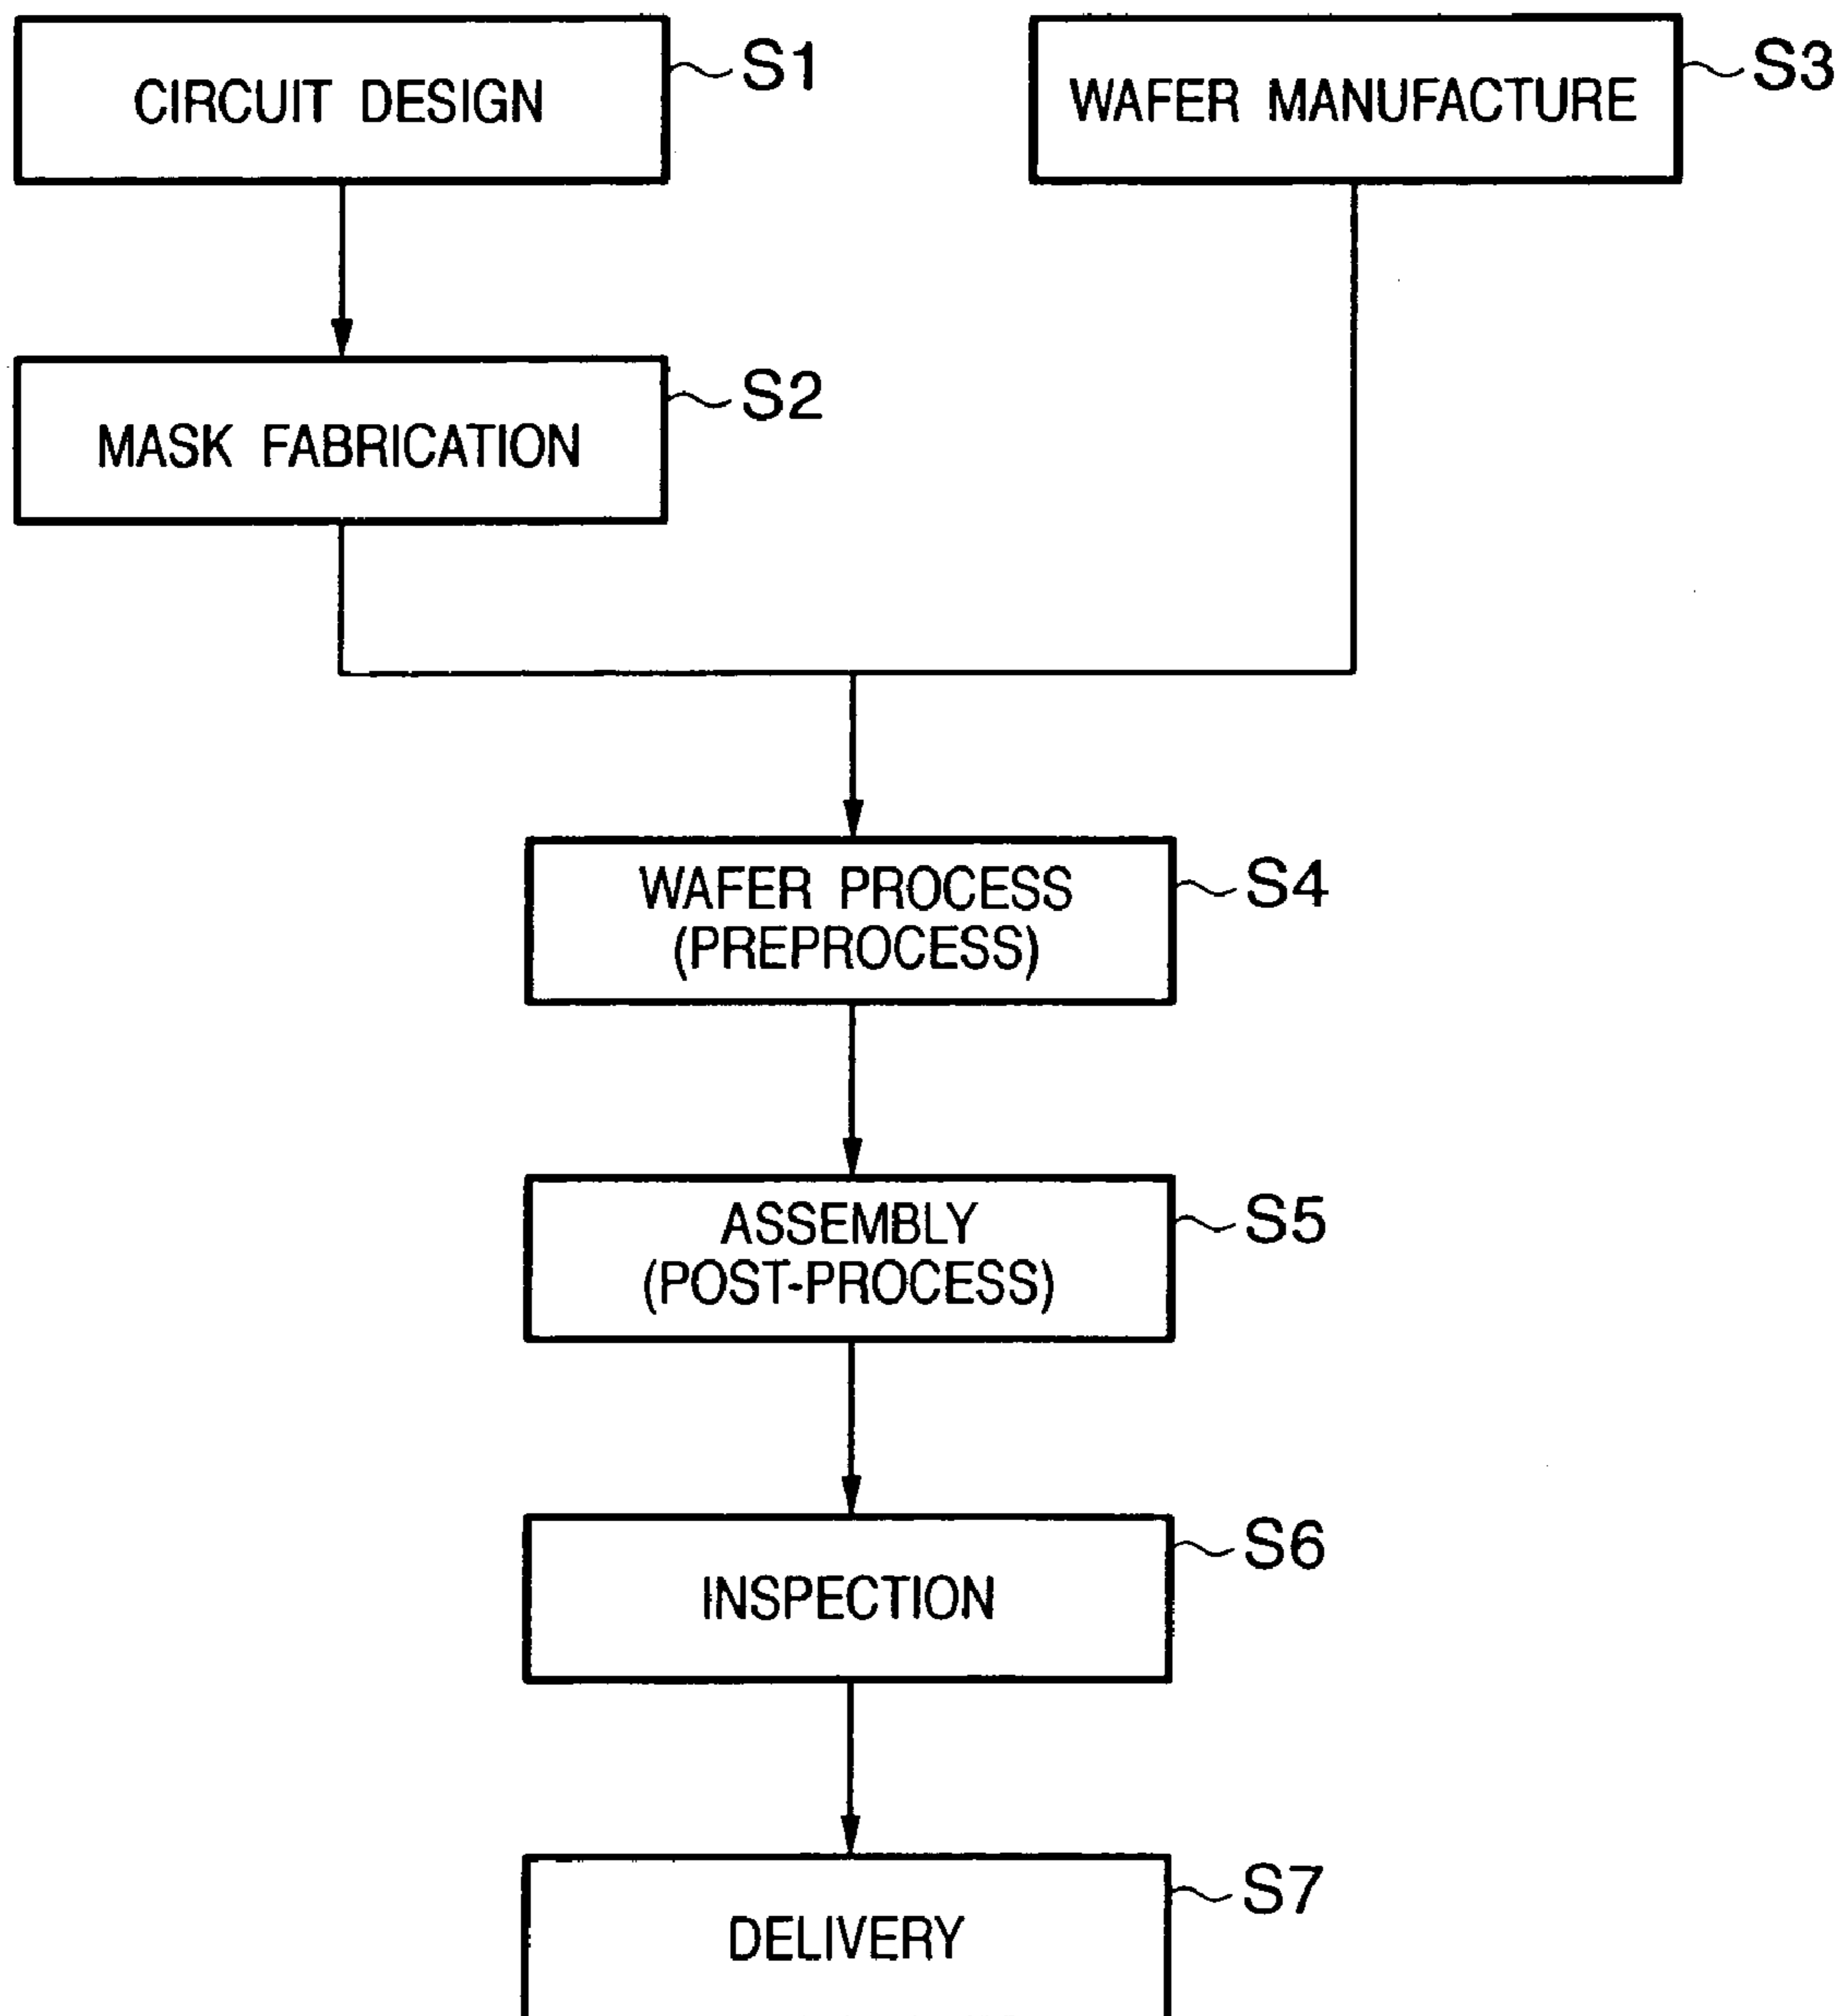 CIRCUIT DESIGN
S1
WAFER MANUFACTURE
S3
MASK FABRICATION
S2
WAFER PROCESS
(PREPROCESS)
S4
ASSEMBLY
(POST-PROCESS)
S5
INSPECTION
S6
DELIVERY
S7